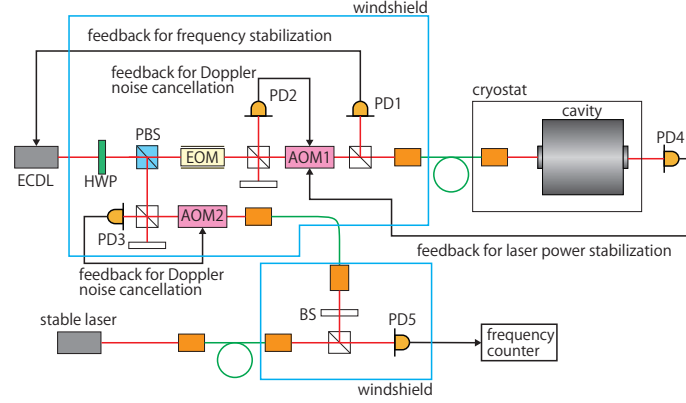 windshield
feedback for frequency stabilization
feedback for Doppler
noise cancellation
PD2
PD1
cryostat
cavity
PD4
PBS
EOM
AOM1
ECDL
HWP
AOM2
PD3
feedback for laser power stabilization
feedback for Doppler
noise cancellation
BS
PD5
stable laser
frequency
counter
windshield